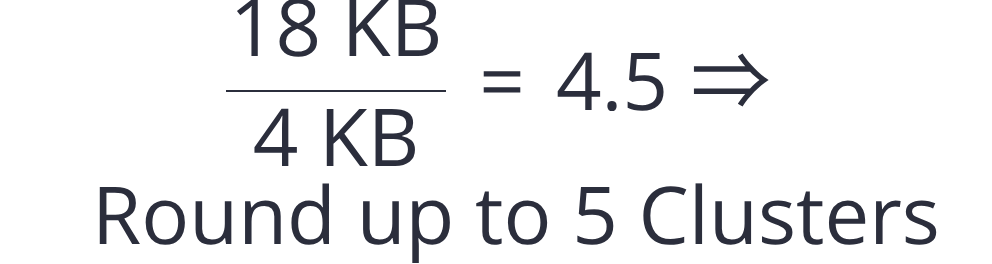 18 KB
4 KB
= 4.5 ⇒
Round up to 5 Clusters